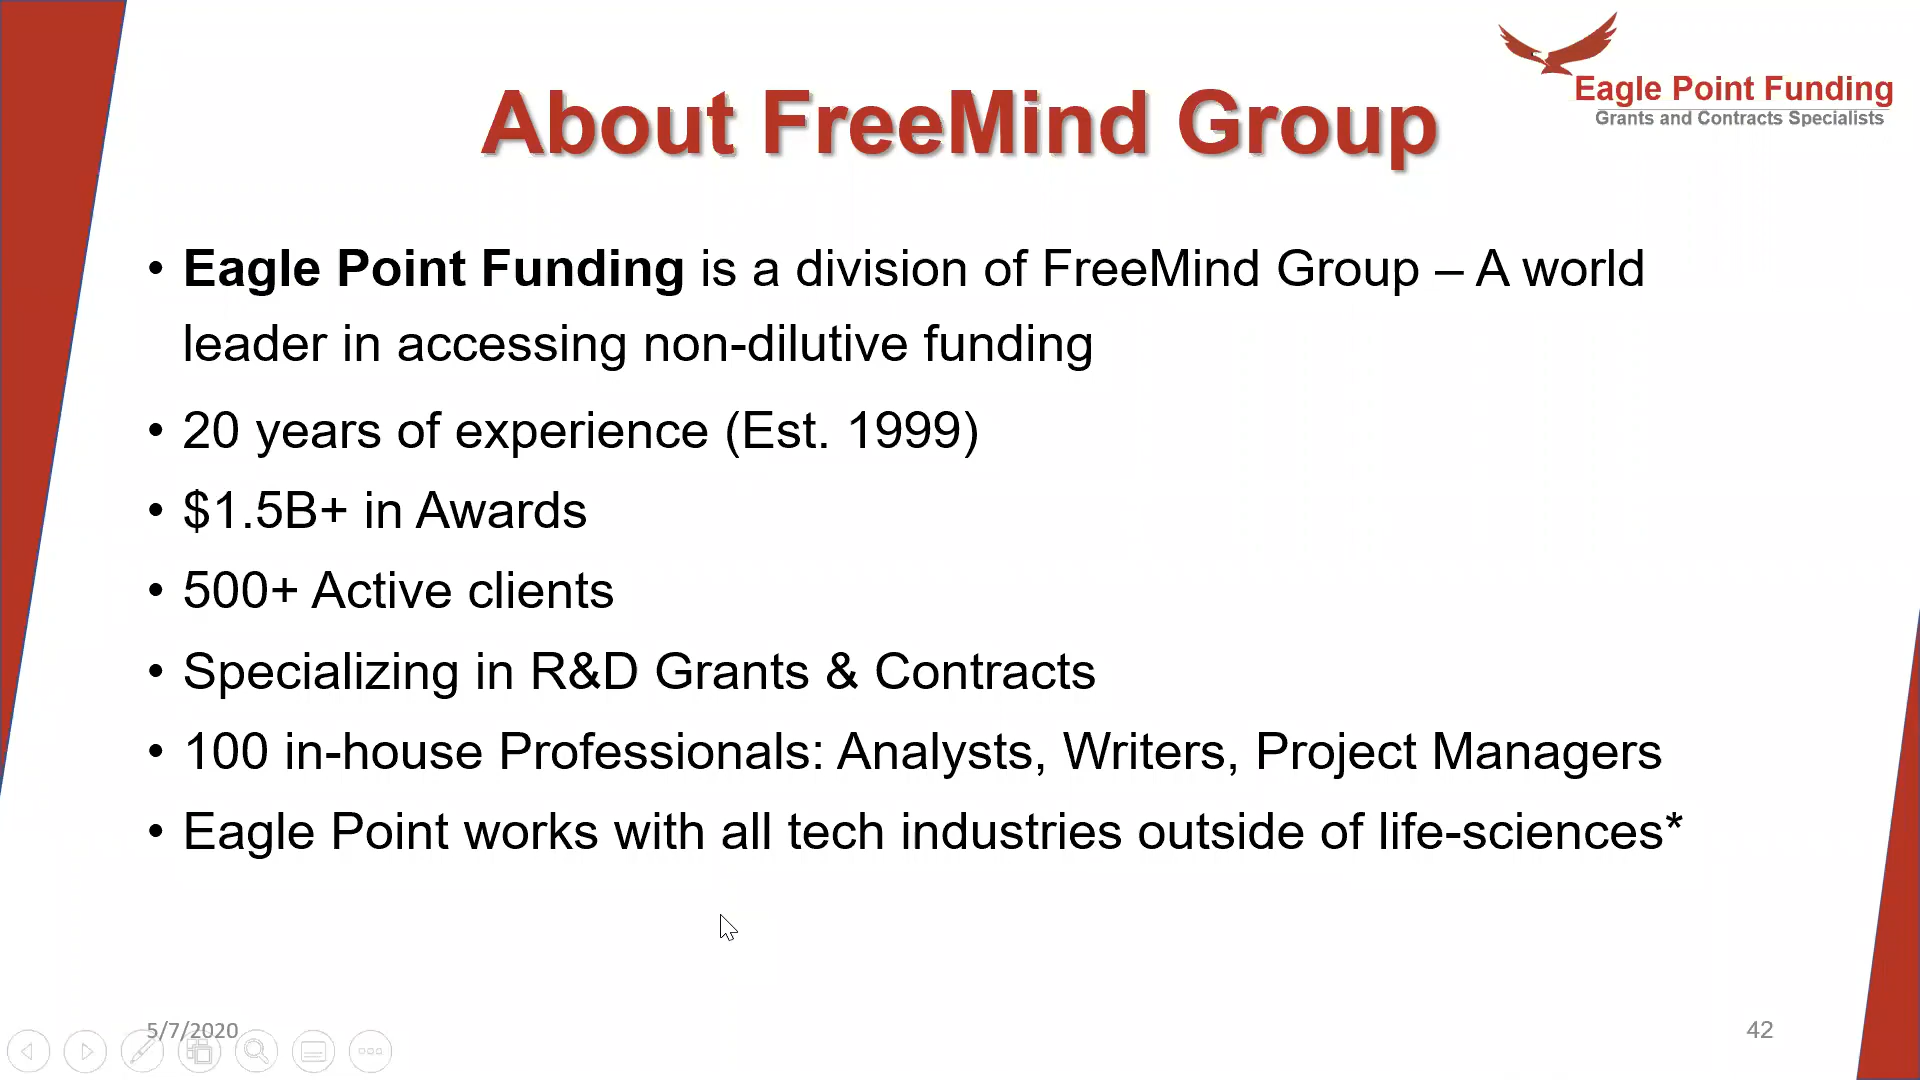 Eagle Point Funding
Grants and Contracts Specialists
About FreeMind Group
• Eagle Point Funding is a division of FreeMind Group – A world
leader in accessing non-dilutive funding
• 20 years of experience (Est. 1999)
• $1.5B+ in Awards
• 500+ Active clients
• Specializing in R&D Grants & Contracts
• 100 in-house Professionals: Analysts, Writers, Project Managers
• Eagle Point works with all tech industries outside of life-sciences*
5/7/2020
42